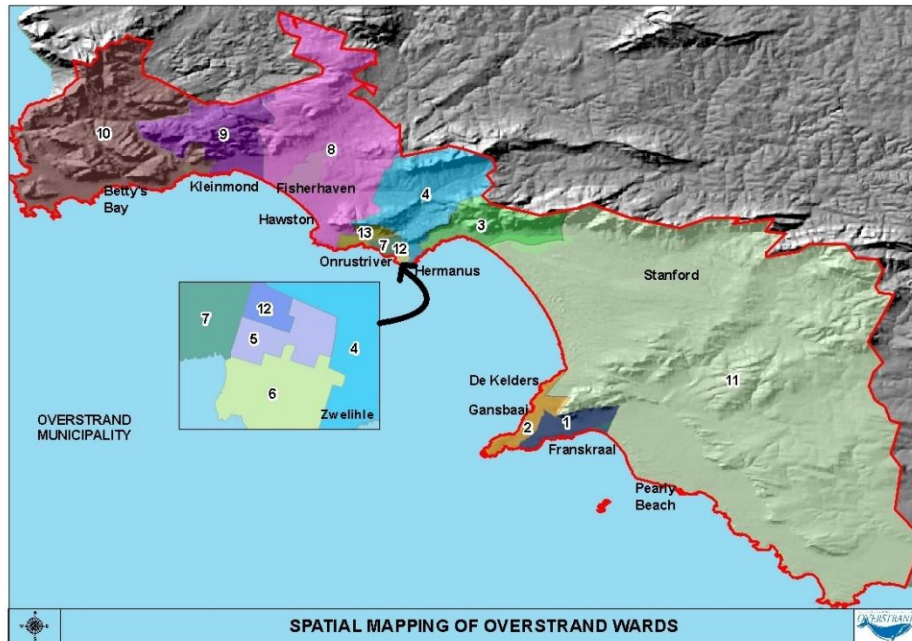 10
9
8
Betty's
Bay
Kleinmond
Fisherhaven
4
Hawston
3
13
7
12
Onrustriver
Hermanus
Stanford
7
12
5
4
6
Zwelihle
De Kelders
11
Gansbaai
1
2
OVERSTRAND
MUNICIPALITY
Franskraal
Pearly
Beach
SPATIAL MAPPING OF OVERSTRAND WARDS
OVERSTRAND